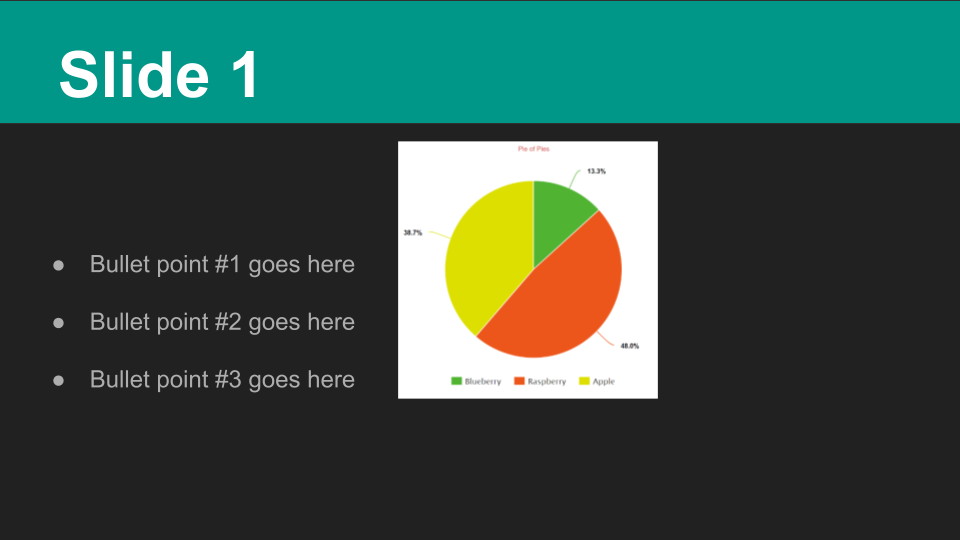 Slide 1
Pie of Pies
13.3%
38.7%
● Bullet point #1 goes here
● Bullet point #2 goes here
● Bullet point #3 goes here
48.0%
Blueberry Raspberry Apple